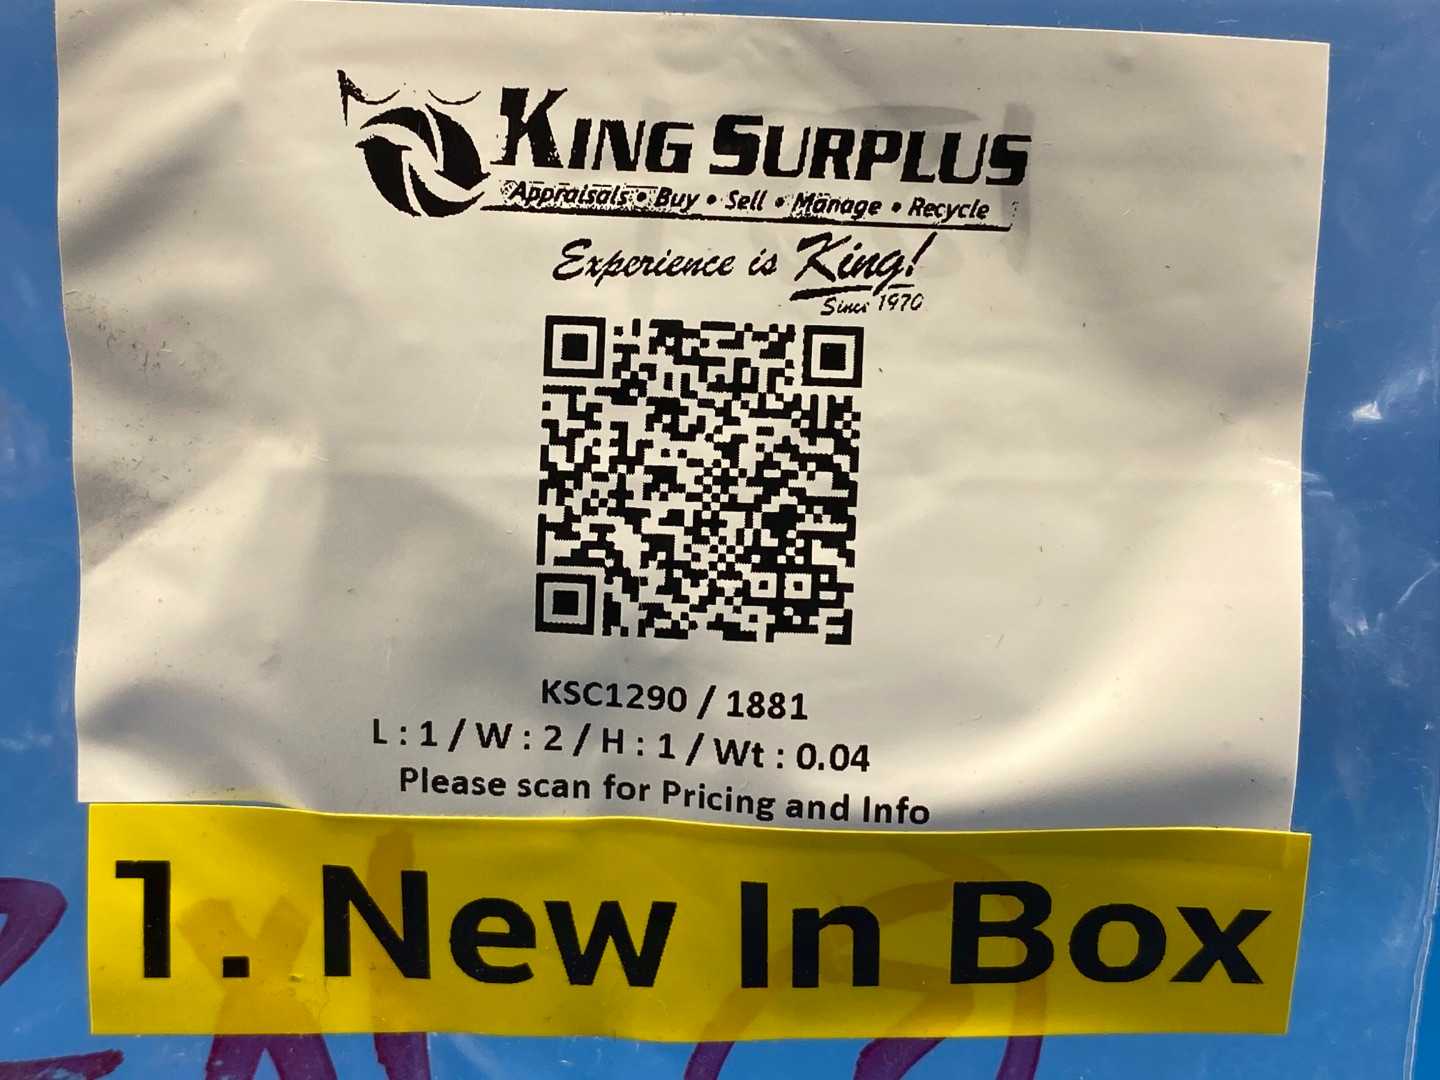 KING SURPLUS
Appraisals • Buy • Sell • Manage • Recycle
Experience is King!
Since 1970
KSC1290 / 1881
L : 1 / W : 2 / H : 1 / Wt : 0.04
Please scan for Pricing and Info
1. New In Box